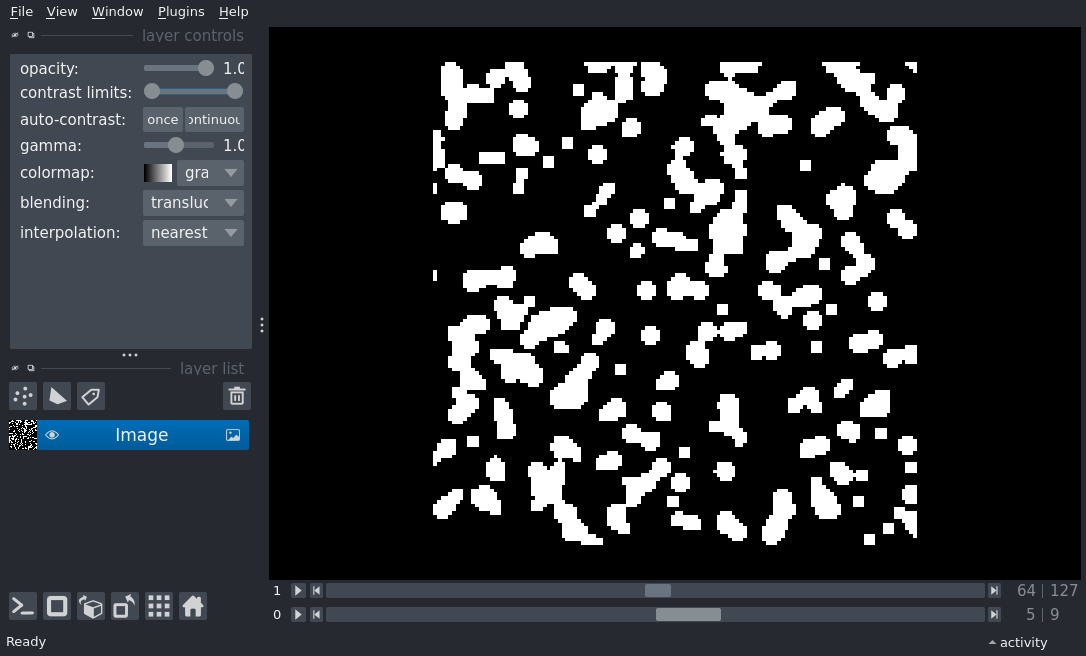 File View Window Plugins Help
layer controls
opacity: 1.0
contrast limits:
auto-contrast: once ontinuou
gamma: 1.0
colormap: gra
blending: transluc
interpolation: nearest
layer list
Image
1 64 127
0 5 9
Ready activity